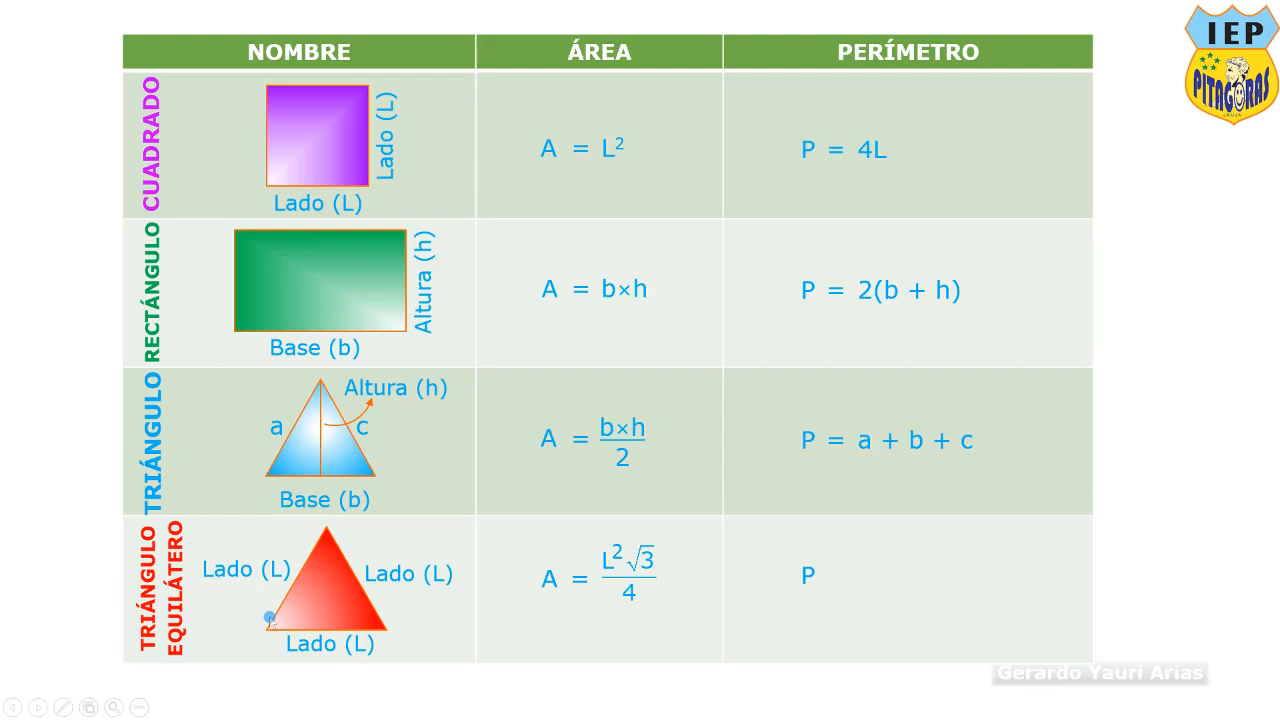 NOMBRE ÁREA PERÍMETRO
CUADRADO
Lado (L)
Lado (L)
A = L²
P = 4L
RECTÁNGULO
Altura (h)
Base (b)
A = b×h
P = 2(b + h)
TRIÁNGULO
Altura (h)
a c
Base (b)
A = b×h / 2
P = a + b + c
TRIÁNGULO
EQUILÁTERO
Lado (L) Lado (L)
Lado (L)
A = L²√3 / 4
P
IEP
PITAGORAS
JAUJA
Gerardo Yauri Arias